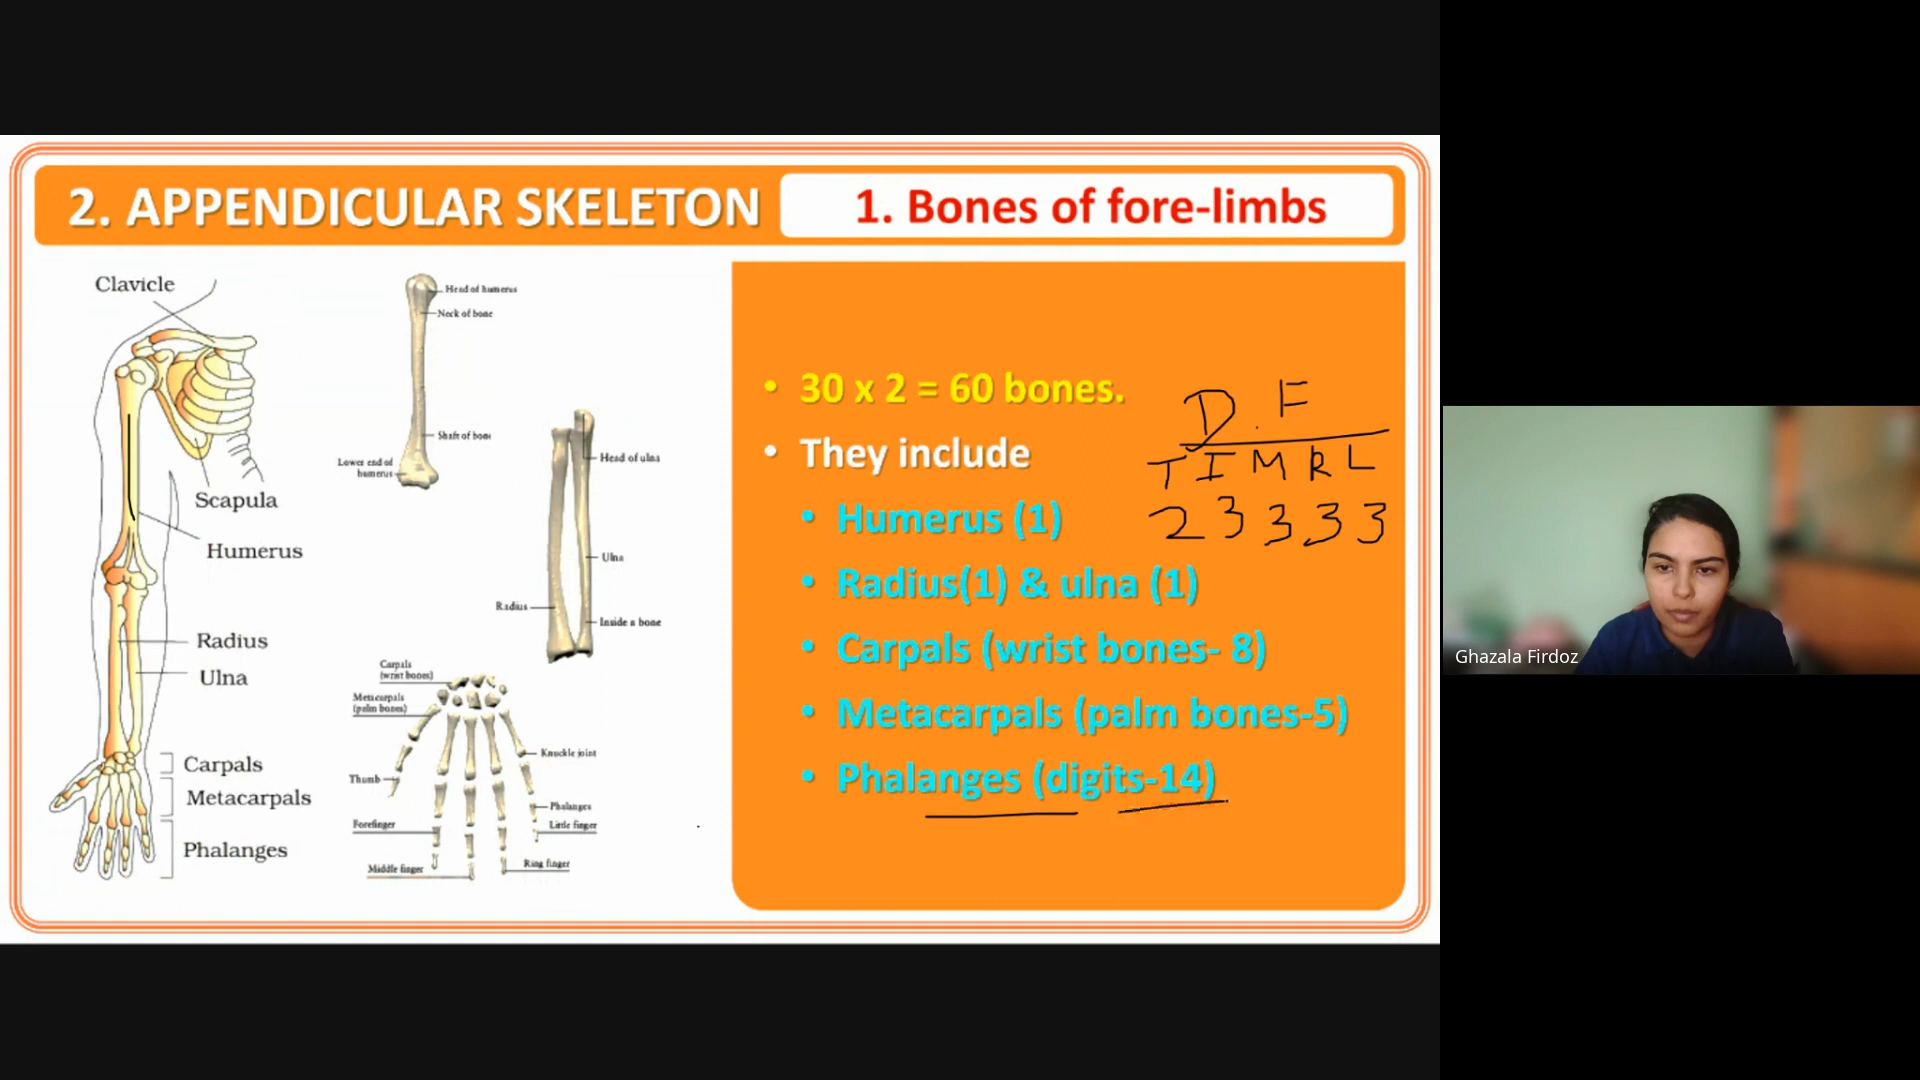 2. APPENDICULAR SKELETON
1. Bones of fore-limbs
Clavicle
Scapula
Humerus
Radius
Ulna
Carpals
Metacarpals
Phalanges
Head of humerus
Neck of bone
Shaft of bone
Lower end of
humerus
Head of ulna
Ulna
Radius
Inside a bone
Carpals
(wrist bones)
Metacarpals
(palm bones)
Knuckle joint
Thumb
Phalanges
Forefinger
Little finger
Middle finger
Ring finger
• 30 x 2 = 60 bones.
• They include
• Humerus (1)
• Radius(1) & ulna (1)
• Carpals (wrist bones- 8)
• Metacarpals (palm bones-5)
• Phalanges (digits-14)
D. F
T I M R L
2 3 3 3 3
Ghazala Firdoz